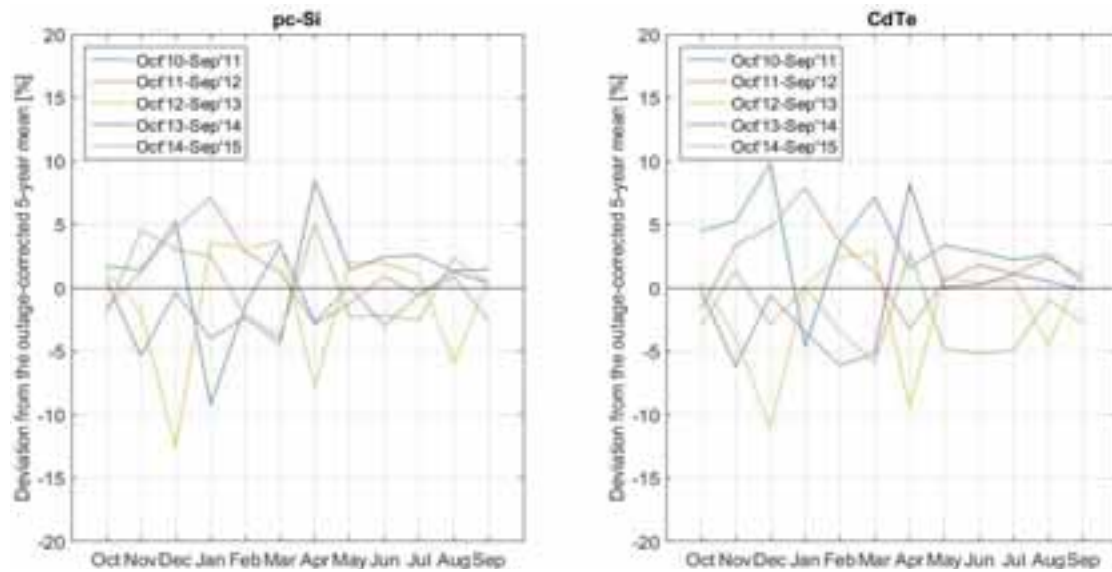 pc-Si
Deviation from the outage-corrected 5-year mean [%]
20
15
10
5
0
-5
-10
-15
-20
Oct'10-Sep'11
Oct'11-Sep'12
Oct'12-Sep'13
Oct'13-Sep'14
Oct'14-Sep'15
Oct Nov Dec Jan Feb Mar Apr May Jun Jul Aug Sep
CdTe
Deviation from the outage-corrected 5-year mean [%]
20
15
10
5
0
-5
-10
-15
-20
Oct'10-Sep'11
Oct'11-Sep'12
Oct'12-Sep'13
Oct'13-Sep'14
Oct'14-Sep'15
Oct Nov Dec Jan Feb Mar Apr May Jun Jul Aug Sep